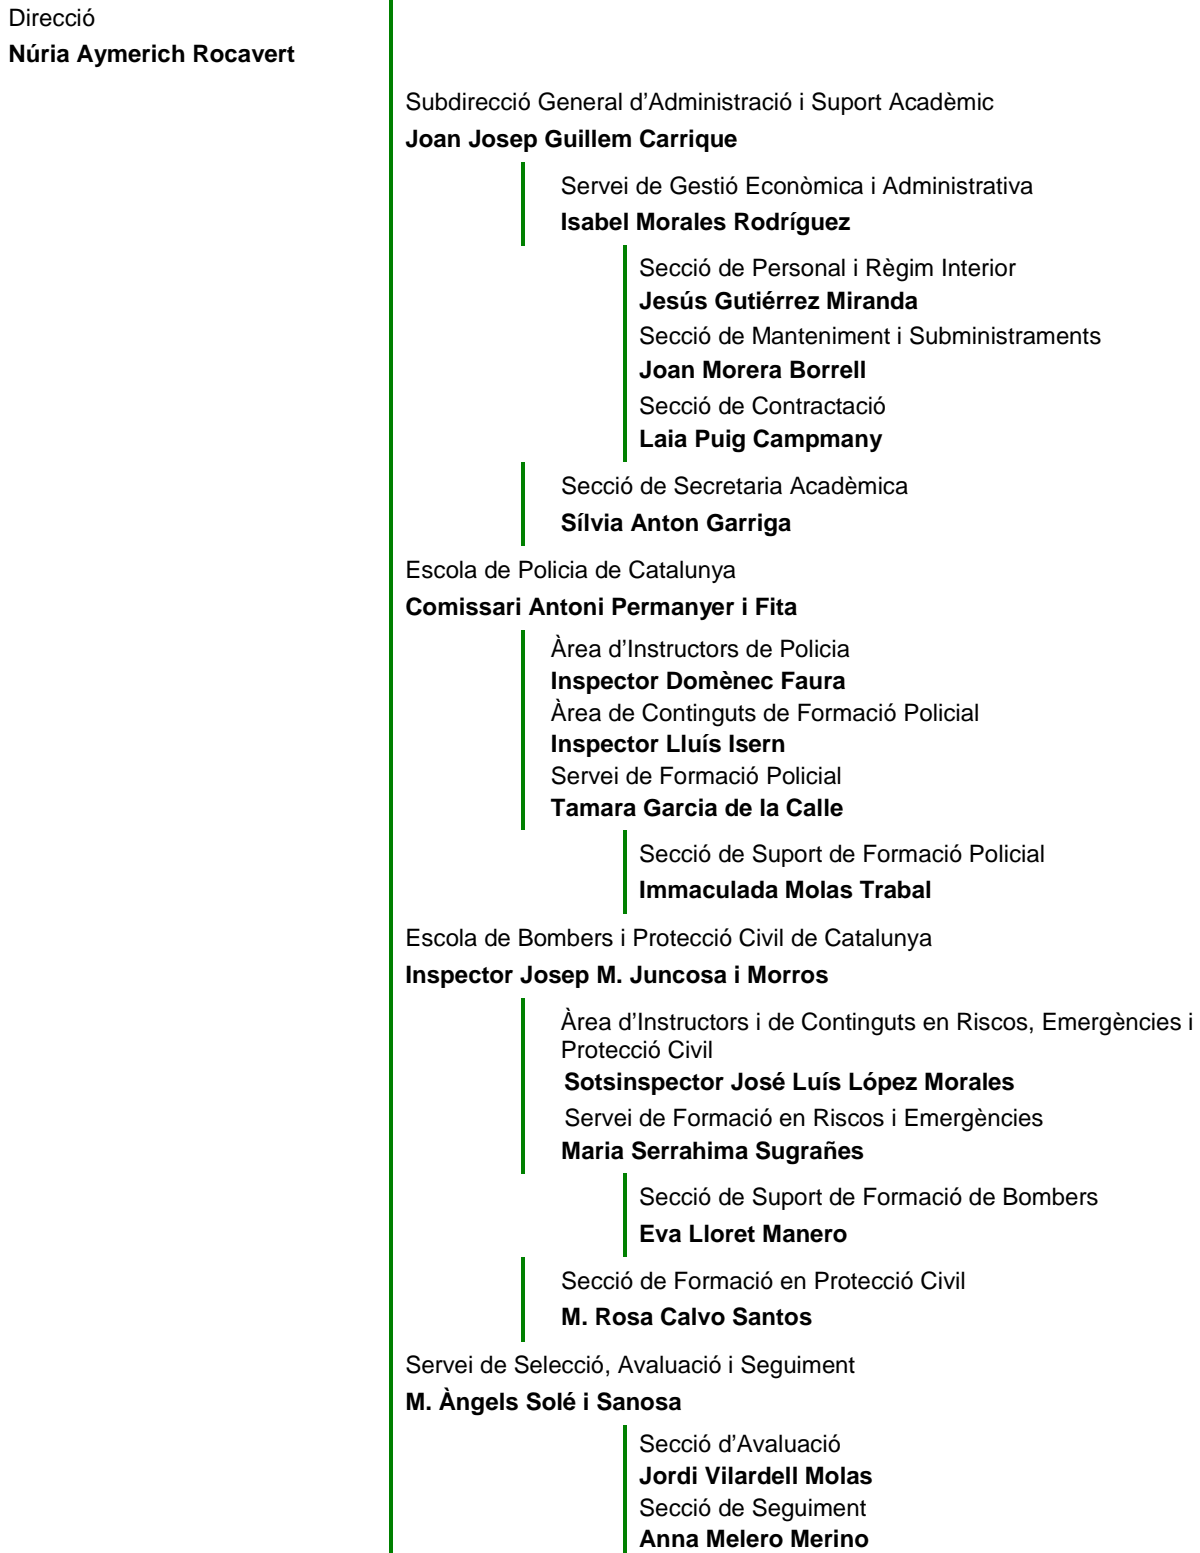 Direcció
Núria Aymerich Rocavert
Subdirecció General d’Administració i Suport Acadèmic
Joan Josep Guillem Carrique
Servei de Gestió Econòmica i Administrativa
Isabel Morales Rodríguez
Secció de Personal i Règim Interior
Jesús Gutiérrez Miranda
Secció de Manteniment i Subministraments
Joan Morera Borrell
Secció de Contractació
Laia Puig Campmany
Secció de Secretaria Acadèmica
Sílvia Anton Garriga
Escola de Policia de Catalunya
Comissari Antoni Permanyer i Fita
Àrea d’Instructors de Policia
Inspector Domènec Faura
Àrea de Continguts de Formació Policial
Inspector Lluís Isern
Servei de Formació Policial
Tamara Garcia de la Calle
Secció de Suport de Formació Policial
Immaculada Molas Trabal
Escola de Bombers i Protecció Civil de Catalunya
Inspector Josep M. Juncosa i Morros
Àrea d’Instructors i de Continguts en Riscos, Emergències i
Protecció Civil
Sotsinspector José Luís López Morales
Servei de Formació en Riscos i Emergències
Maria Serrahima Sugrañes
Secció de Suport de Formació de Bombers
Eva Lloret Manero
Secció de Formació en Protecció Civil
M. Rosa Calvo Santos
Servei de Selecció, Avaluació i Seguiment
M. Àngels Solé i Sanosa
Secció d’Avaluació
Jordi Vilardell Molas
Secció de Seguiment
Anna Melero Merino